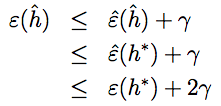 ε(ĥ) ≤ ε̂(ĥ) + γ
≤ ε̂(h*) + γ
≤ ε(h*) + 2γ